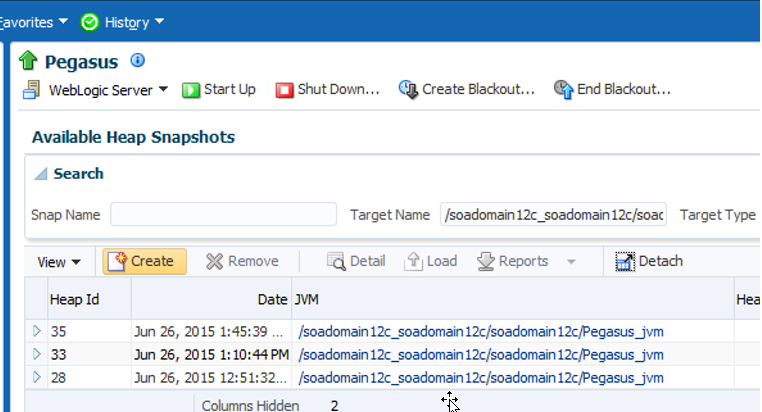 Favorites History
Pegasus
WebLogic Server Start Up Shut Down... Create Blackout... End Blackout...
Available Heap Snapshots
Search
Snap Name Target Name /soadomain12c_soadomain12c/soad Target Type
View Create Remove Detail Load Reports Detach
Heap Id Date JVM Hea
35 Jun 26, 2015 1:45:39 ... /soadomain12c_soadomain12c/soadomain12c/Pegasus_jvm
33 Jun 26, 2015 1:10:44 PM /soadomain12c_soadomain12c/soadomain12c/Pegasus_jvm
28 Jun 26, 2015 12:51:32... /soadomain12c_soadomain12c/soadomain12c/Pegasus_jvm
Columns Hidden 2